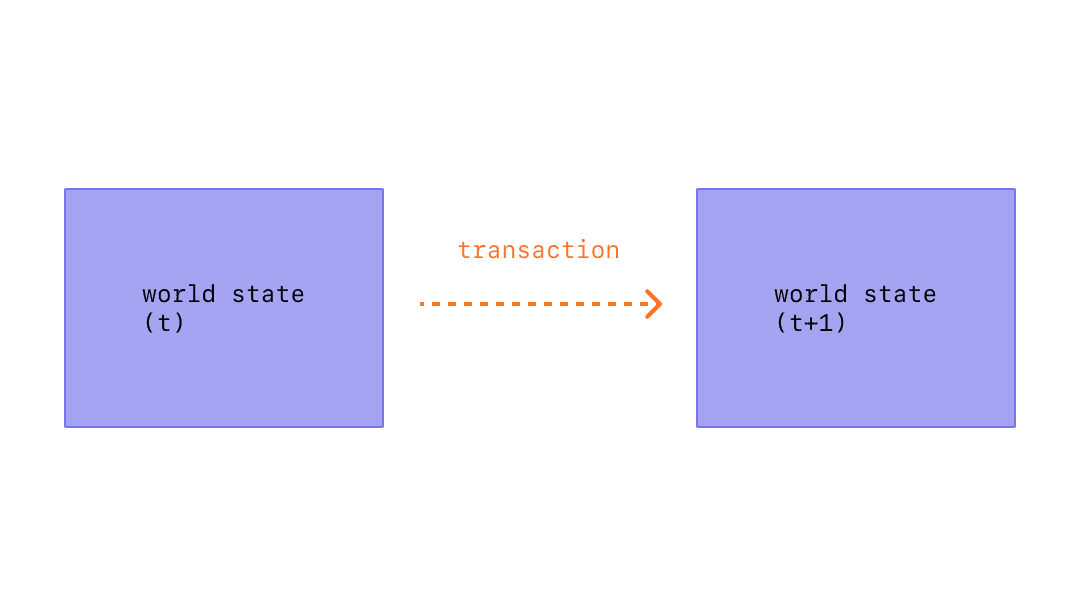 world state
(t)
transaction
world state
(t+1)